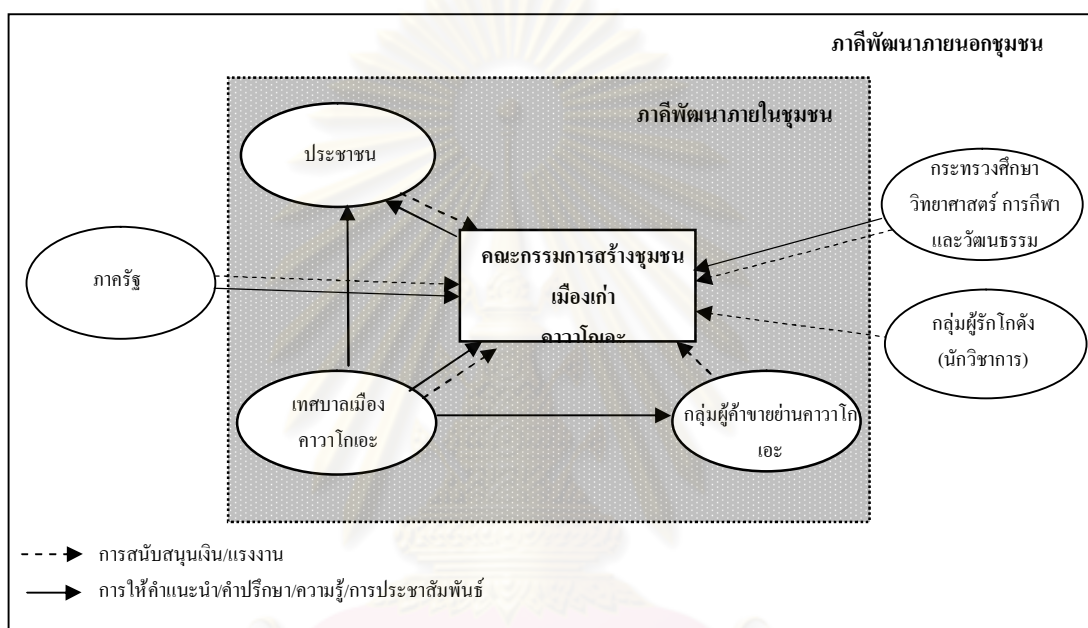 ภาคีพัฒนาภายนอกชุมชน
ภาคีพัฒนาภายในชุมชน
ประชาชน
กระทรวงศึกษา
วิทยาศาสตร์ การกีฬา
และวัฒนธรรม
คณะกรรมการสร้างชุมชน
เมืองเก่า
คาวาโกเอะ
ภาครัฐ
กลุ่มผู้รักโกดัง
(นักวิชาการ)
เทศบาลเมือง
คาวาโกเอะ
กลุ่มผู้ค้าขายย่านคาวาโก
เอะ
การสนับสนุนเงิน/แรงงาน
การให้คำแนะนำ/คำปรึกษา/ความรู้/การประชาสัมพันธ์